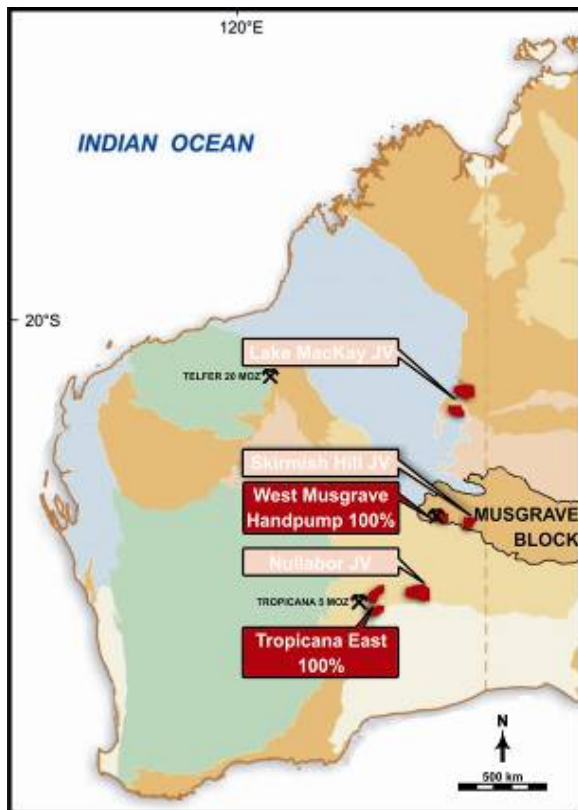 120°E
INDIAN OCEAN
20°S
Lake MacKay JV
TELFER 20 MOZ
Skirmish Hill JV
West Musgrave
Handpump 100%
MUSGRAVE
BLOCK
Nullabor JV
TROPICANA 5 MOZ
Tropicana East
100%
N
500 km